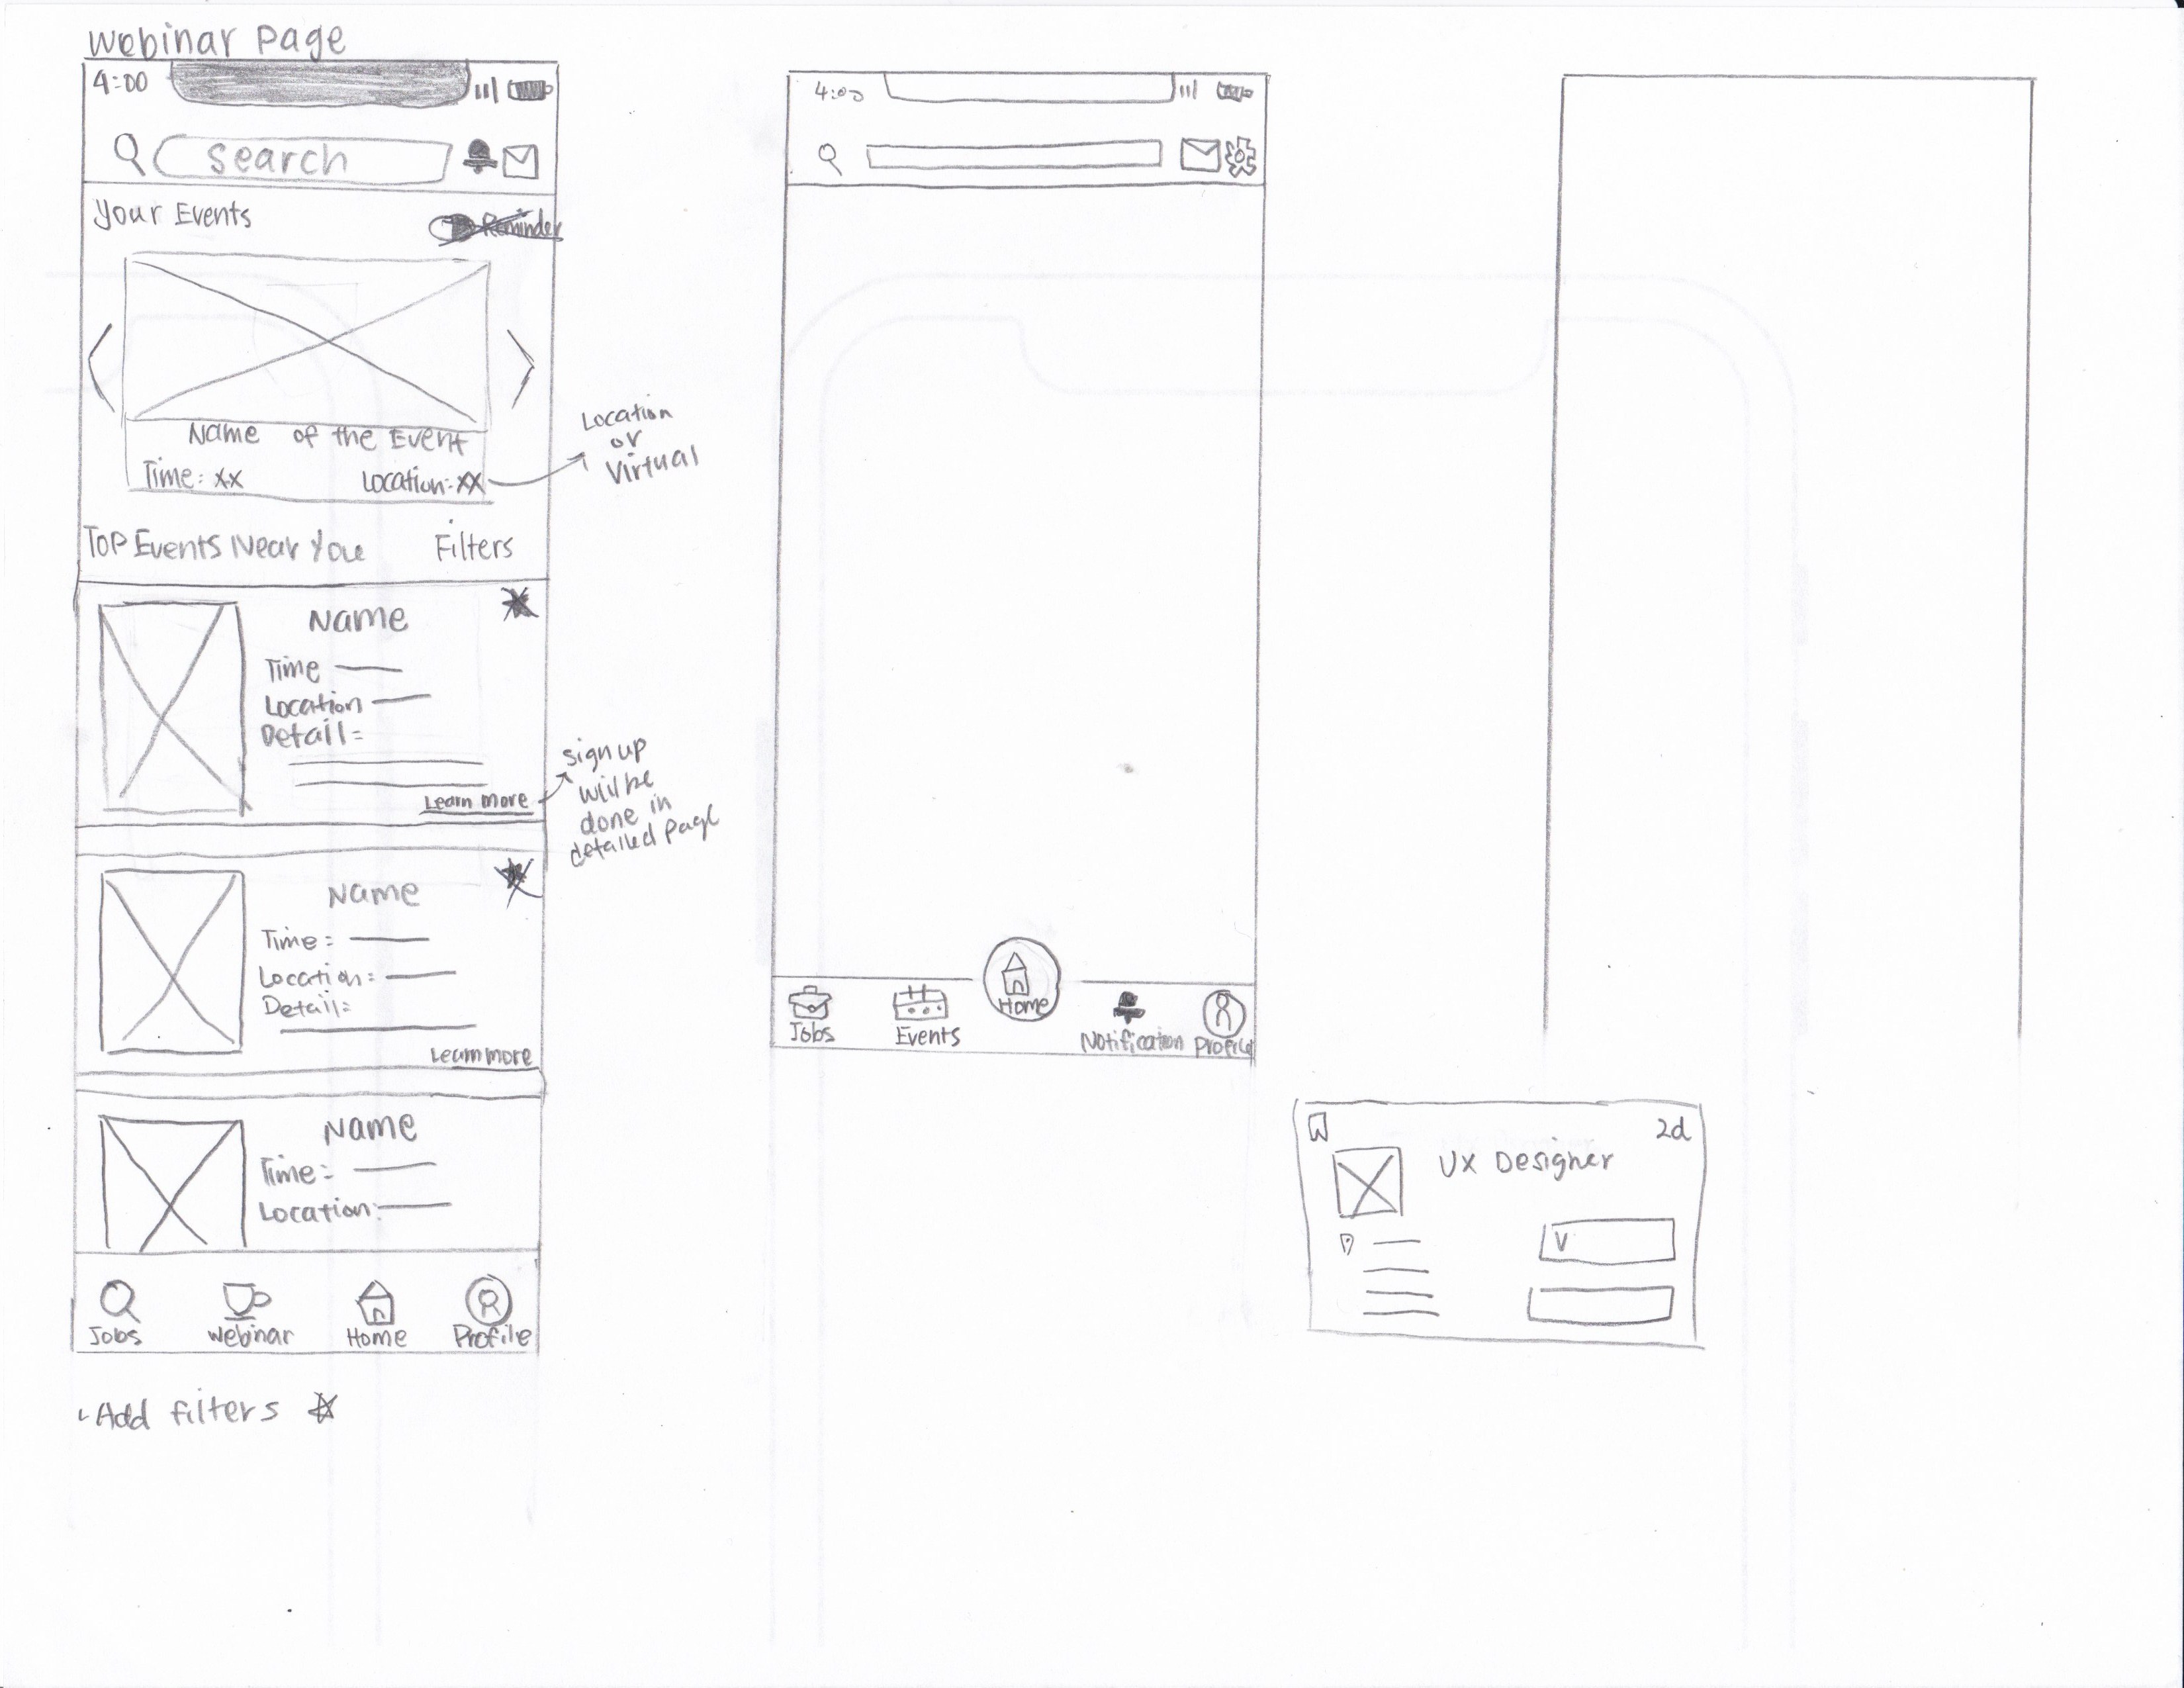 Webinar Page
4:00
Search
Your Events
Reminder
Name of the Event
Time: XX
Location: XX
Location
or
Virtual
Top Events Near You
Filters
Name
Time
Location
Detail:
Learn more
sign up
will be
done in
detailed page
Name
Time:
Location:
Detail:
Learn more
Name
Time:
Location:
Jobs
Webinar
Home
Profile
- Add filters
4:00
Jobs
Events
Home
Notification
Profile
2d
UX Designer
V